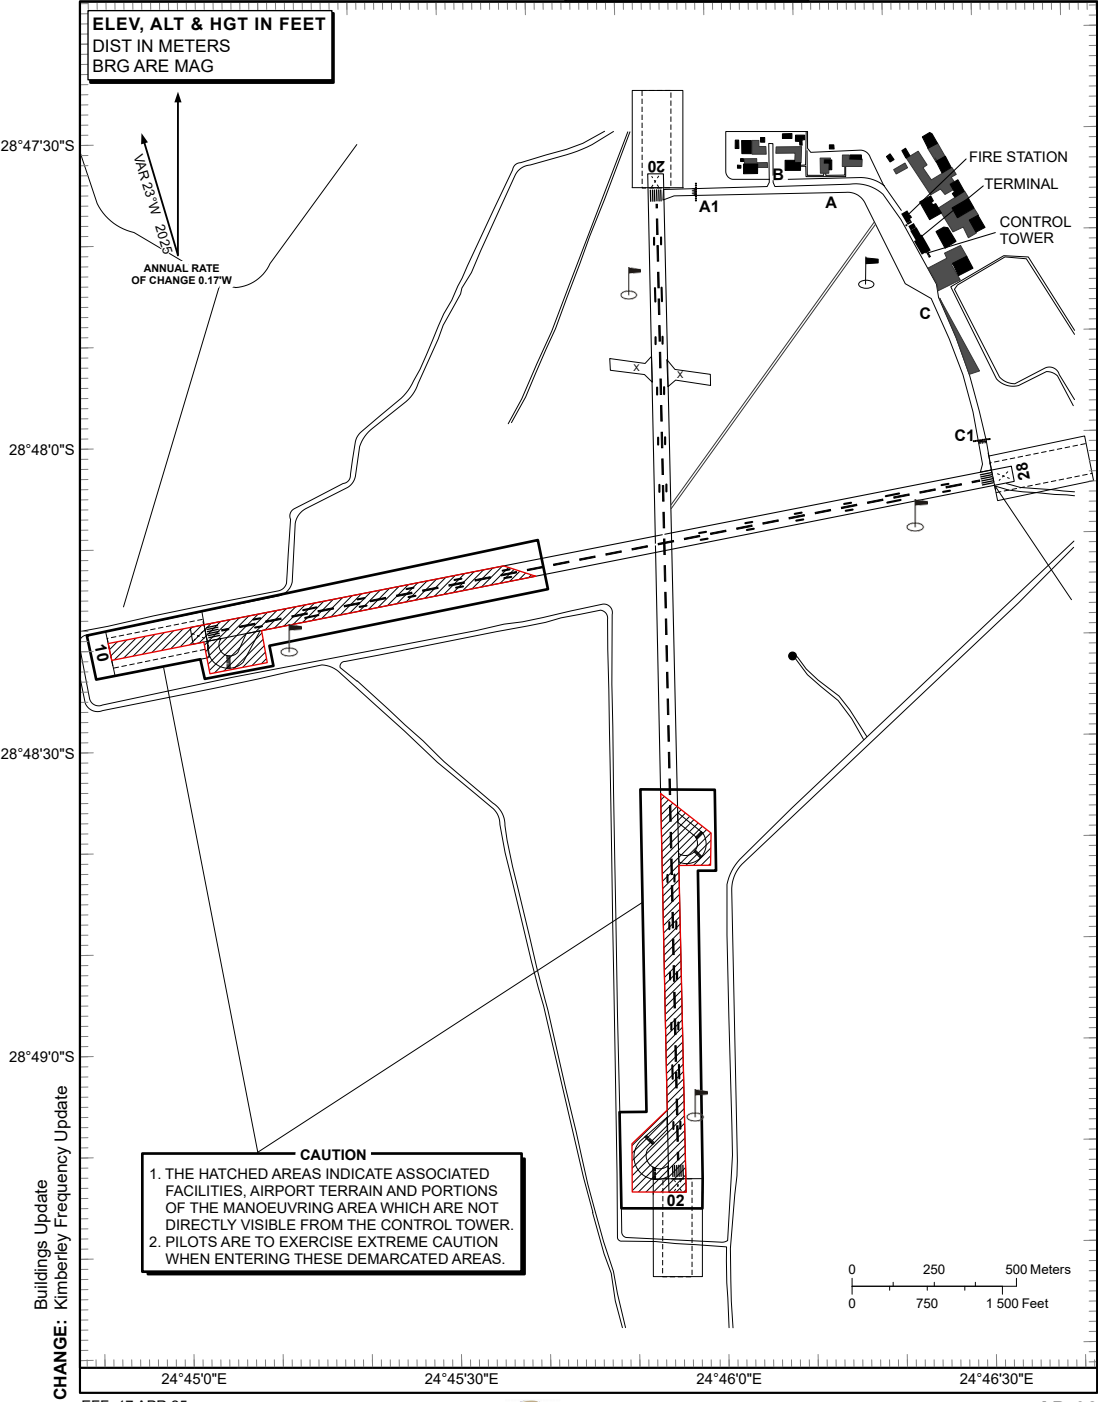 ELEV, ALT & HGT IN FEET
DIST IN METERS
BRG ARE MAG
VAR 23°W 2025
ANNUAL RATE
OF CHANGE 0.17'W
28°47'30"S
28°48'0"S
28°48'30"S
28°49'0"S
20
A1
B
A
FIRE STATION
TERMINAL
CONTROL
TOWER
C
C1
28
X
X
10
02
CAUTION
1. THE HATCHED AREAS INDICATE ASSOCIATED
FACILITIES, AIRPORT TERRAIN AND PORTIONS
OF THE MANOEUVRING AREA WHICH ARE NOT
DIRECTLY VISIBLE FROM THE CONTROL TOWER.
2. PILOTS ARE TO EXERCISE EXTREME CAUTION
WHEN ENTERING THESE DEMARCATED AREAS.
0 250 500 Meters
0 750 1 500 Feet
CHANGE: Buildings Update
Kimberley Frequency Update
24°45'0"E
24°45'30"E
24°46'0"E
24°46'30"E